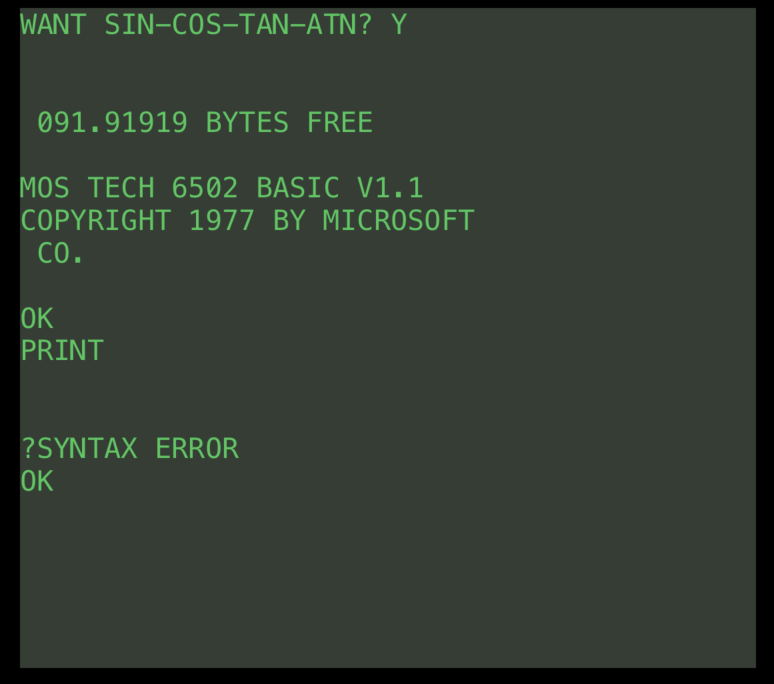 WANT SIN-COS-TAN-ATN? Y
091.91919 BYTES FREE
MOS TECH 6502 BASIC V1.1
COPYRIGHT 1977 BY MICROSOFT
CO.
OK
PRINT
?SYNTAX ERROR
OK